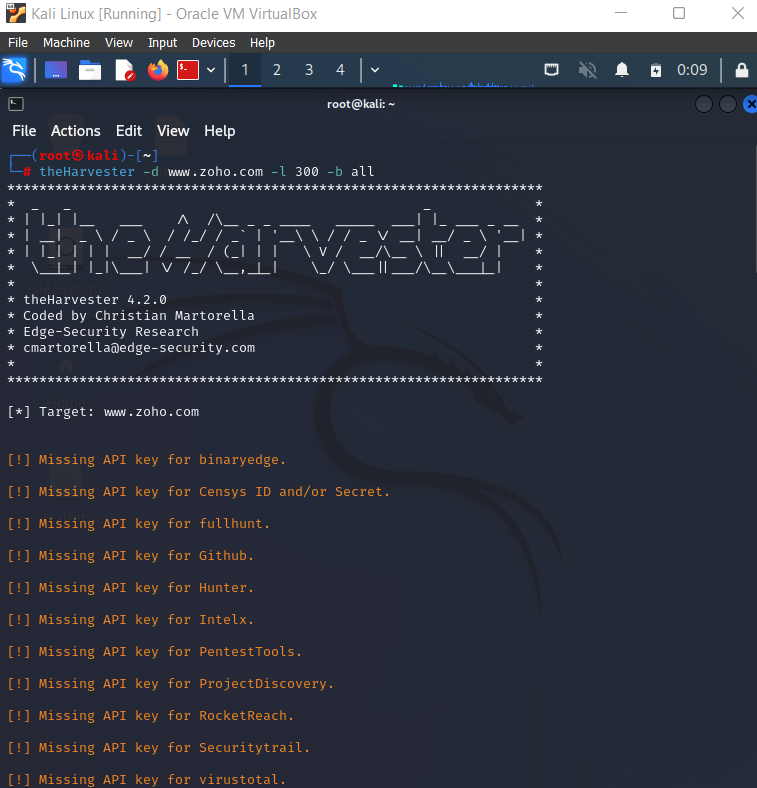 Kali Linux [Running] - Oracle VM VirtualBox
File Machine View Input Devices Help
1 2 3 4 0:09
root@kali: ~
File Actions Edit View Help
┌──(root㉿kali)-[~]
└─# theHarvester -d www.zoho.com -l 300 -b all
*******************************************************************
* theHarvester *
* *
* theHarvester 4.2.0 *
* Coded by Christian Martorella *
* Edge-Security Research *
* cmartorella@edge-security.com *
* *
*******************************************************************
[*] Target: www.zoho.com
[!] Missing API key for binaryedge.
[!] Missing API key for Censys ID and/or Secret.
[!] Missing API key for fullhunt.
[!] Missing API key for Github.
[!] Missing API key for Hunter.
[!] Missing API key for Intelx.
[!] Missing API key for PentestTools.
[!] Missing API key for ProjectDiscovery.
[!] Missing API key for RocketReach.
[!] Missing API key for Securitytrail.
[!] Missing API key for virustotal.